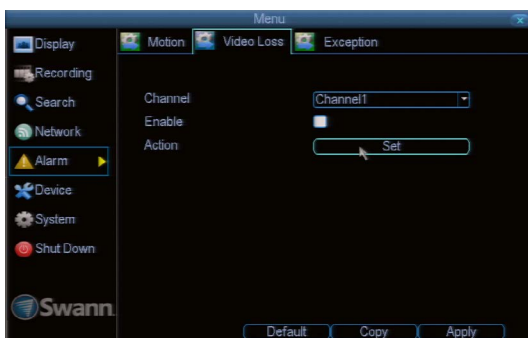 Menu
Display
Motion Video Loss Exception
Recording
Search
Channel Channel1
Network
Enable
Alarm
Action Set
Device
System
Shut Down
Swann
Default Copy Apply